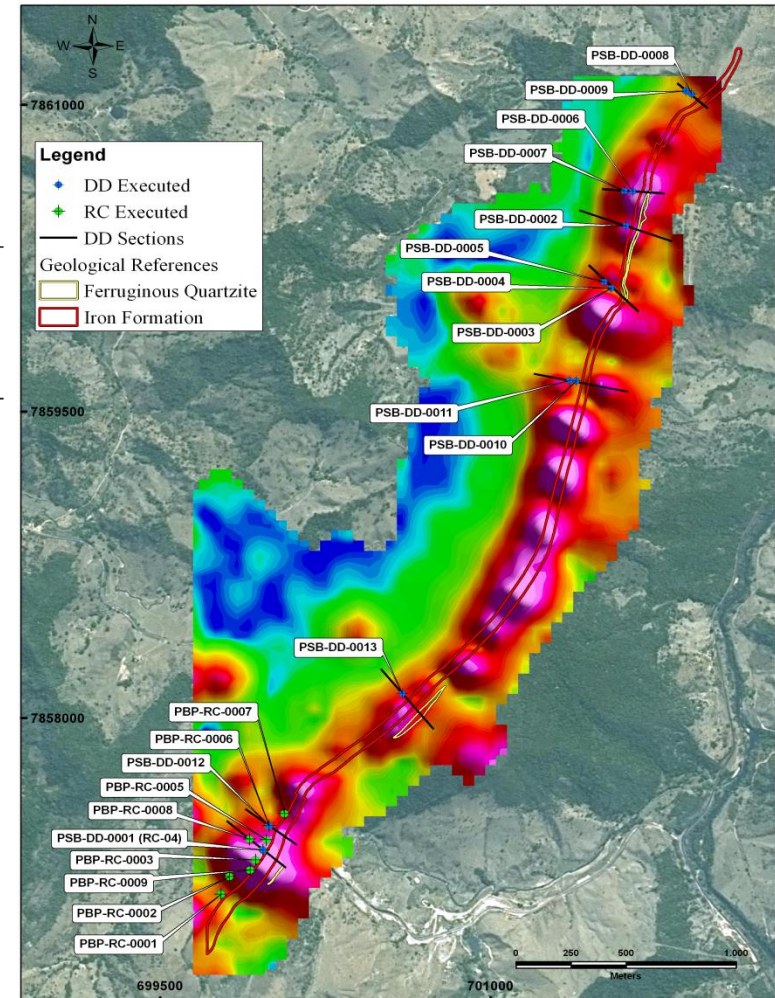 N
W E
S
PSB-DD-0008
PSB-DD-0009
7861000
PSB-DD-0006
Legend
DD Executed
RC Executed
DD Sections
Geological References
Ferruginous Quartzite
Iron Formation
PSB-DD-0007
PSB-DD-0002
PSB-DD-0005
PSB-DD-0004
PSB-DD-0003
7859500
PSB-DD-0011
PSB-DD-0010
PSB-DD-0013
7858000
PBP-RC-0007
PBP-RC-0006
PSB-DD-0012
PBP-RC-0005
PBP-RC-0008
PSB-DD-0001 (RC-04)
PBP-RC-0003
PBP-RC-0009
PBP-RC-0002
PBP-RC-0001
0 250 500 1.000
Meters
699500 701000